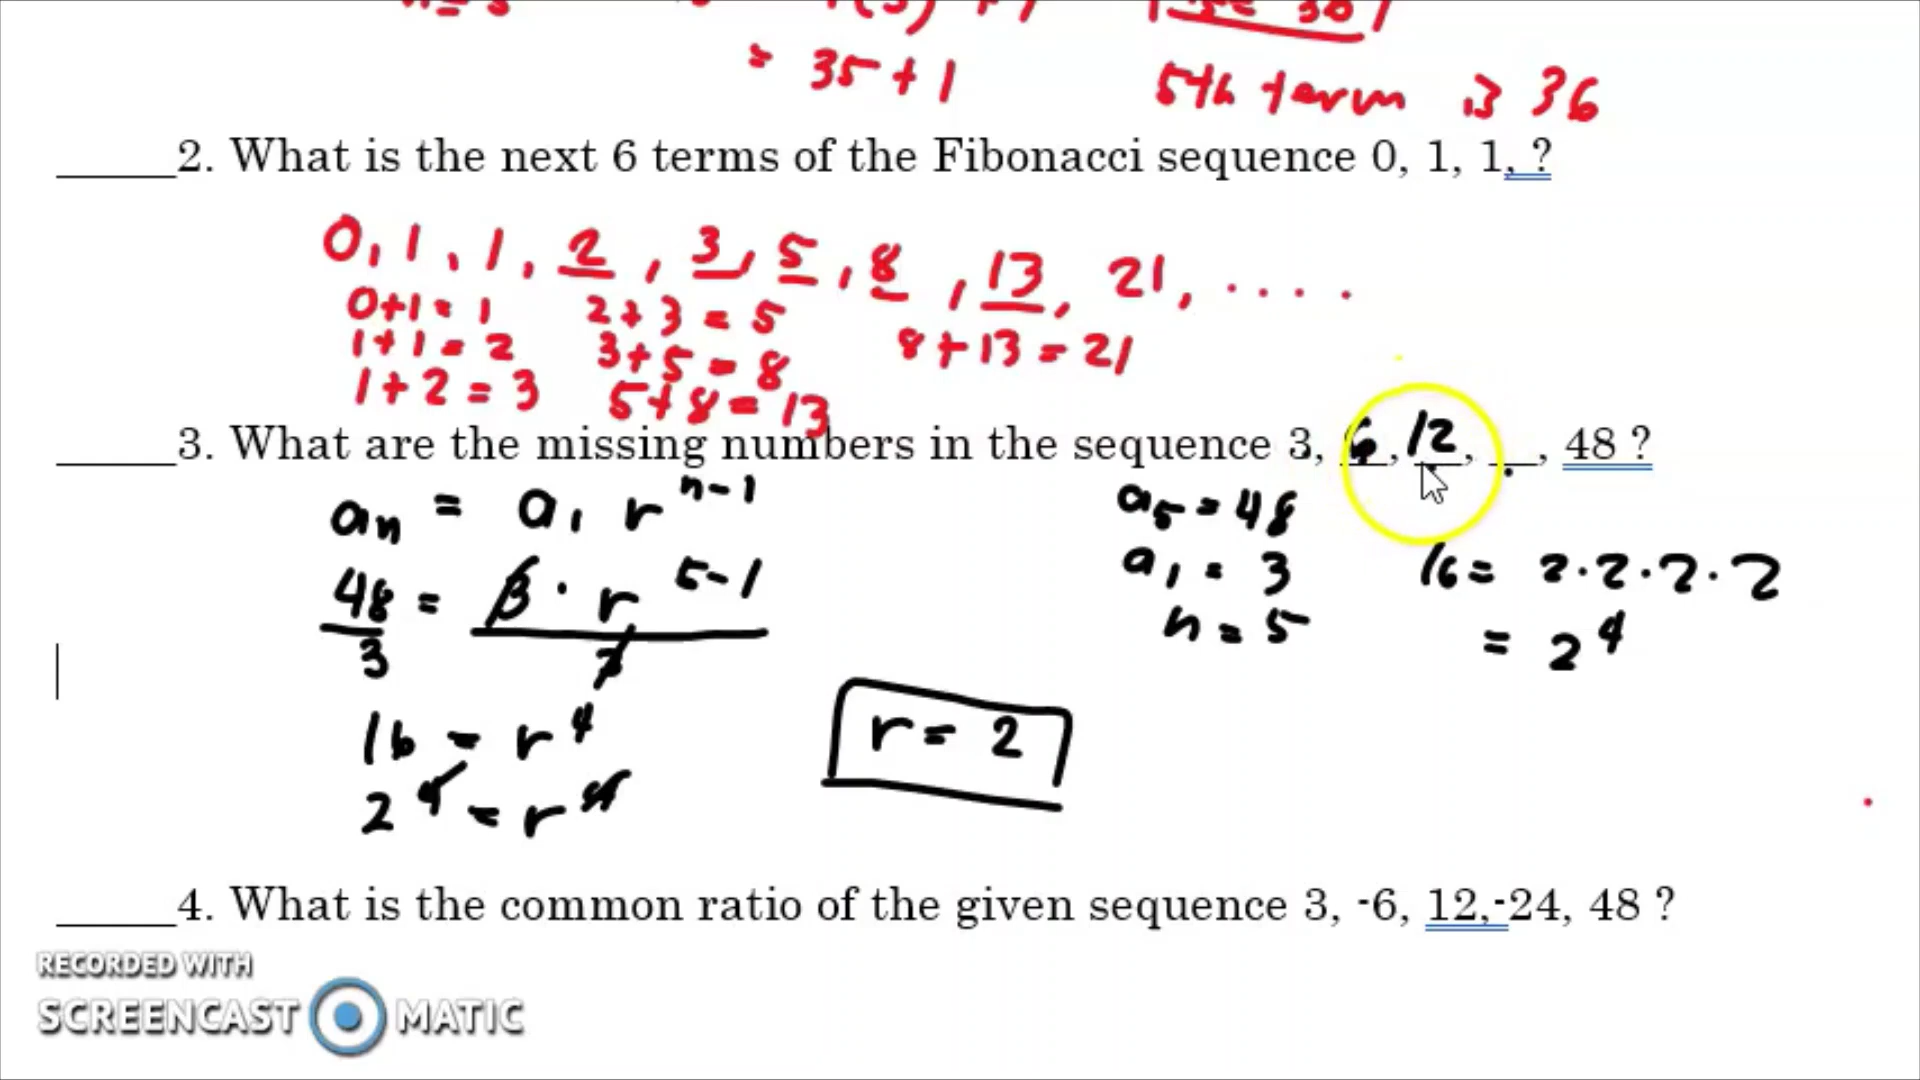 = 35 + 1
5th term is 36
_____2. What is the next 6 terms of the Fibonacci sequence 0, 1, 1, ?
0, 1, 1, 2, 3, 5, 8, 13, 21, ....
0+1 = 1 2+3 = 5
1+1 = 2 3+5 = 8 8+13 = 21
1+2 = 3 5+8 = 13
_____3. What are the missing numbers in the sequence 3, 6, 12, __, 48 ?
an = a1 r n-1 a5 = 48
48 = 3 · r 5-1 a1 = 3 16 = 2·2·2·2
3 3 n = 5 = 2 4
16 = r 4 r = 2
2 4 = r 4
_____4. What is the common ratio of the given sequence 3, -6, 12,-24, 48 ?
RECORDED WITH
SCREENCAST MATIC